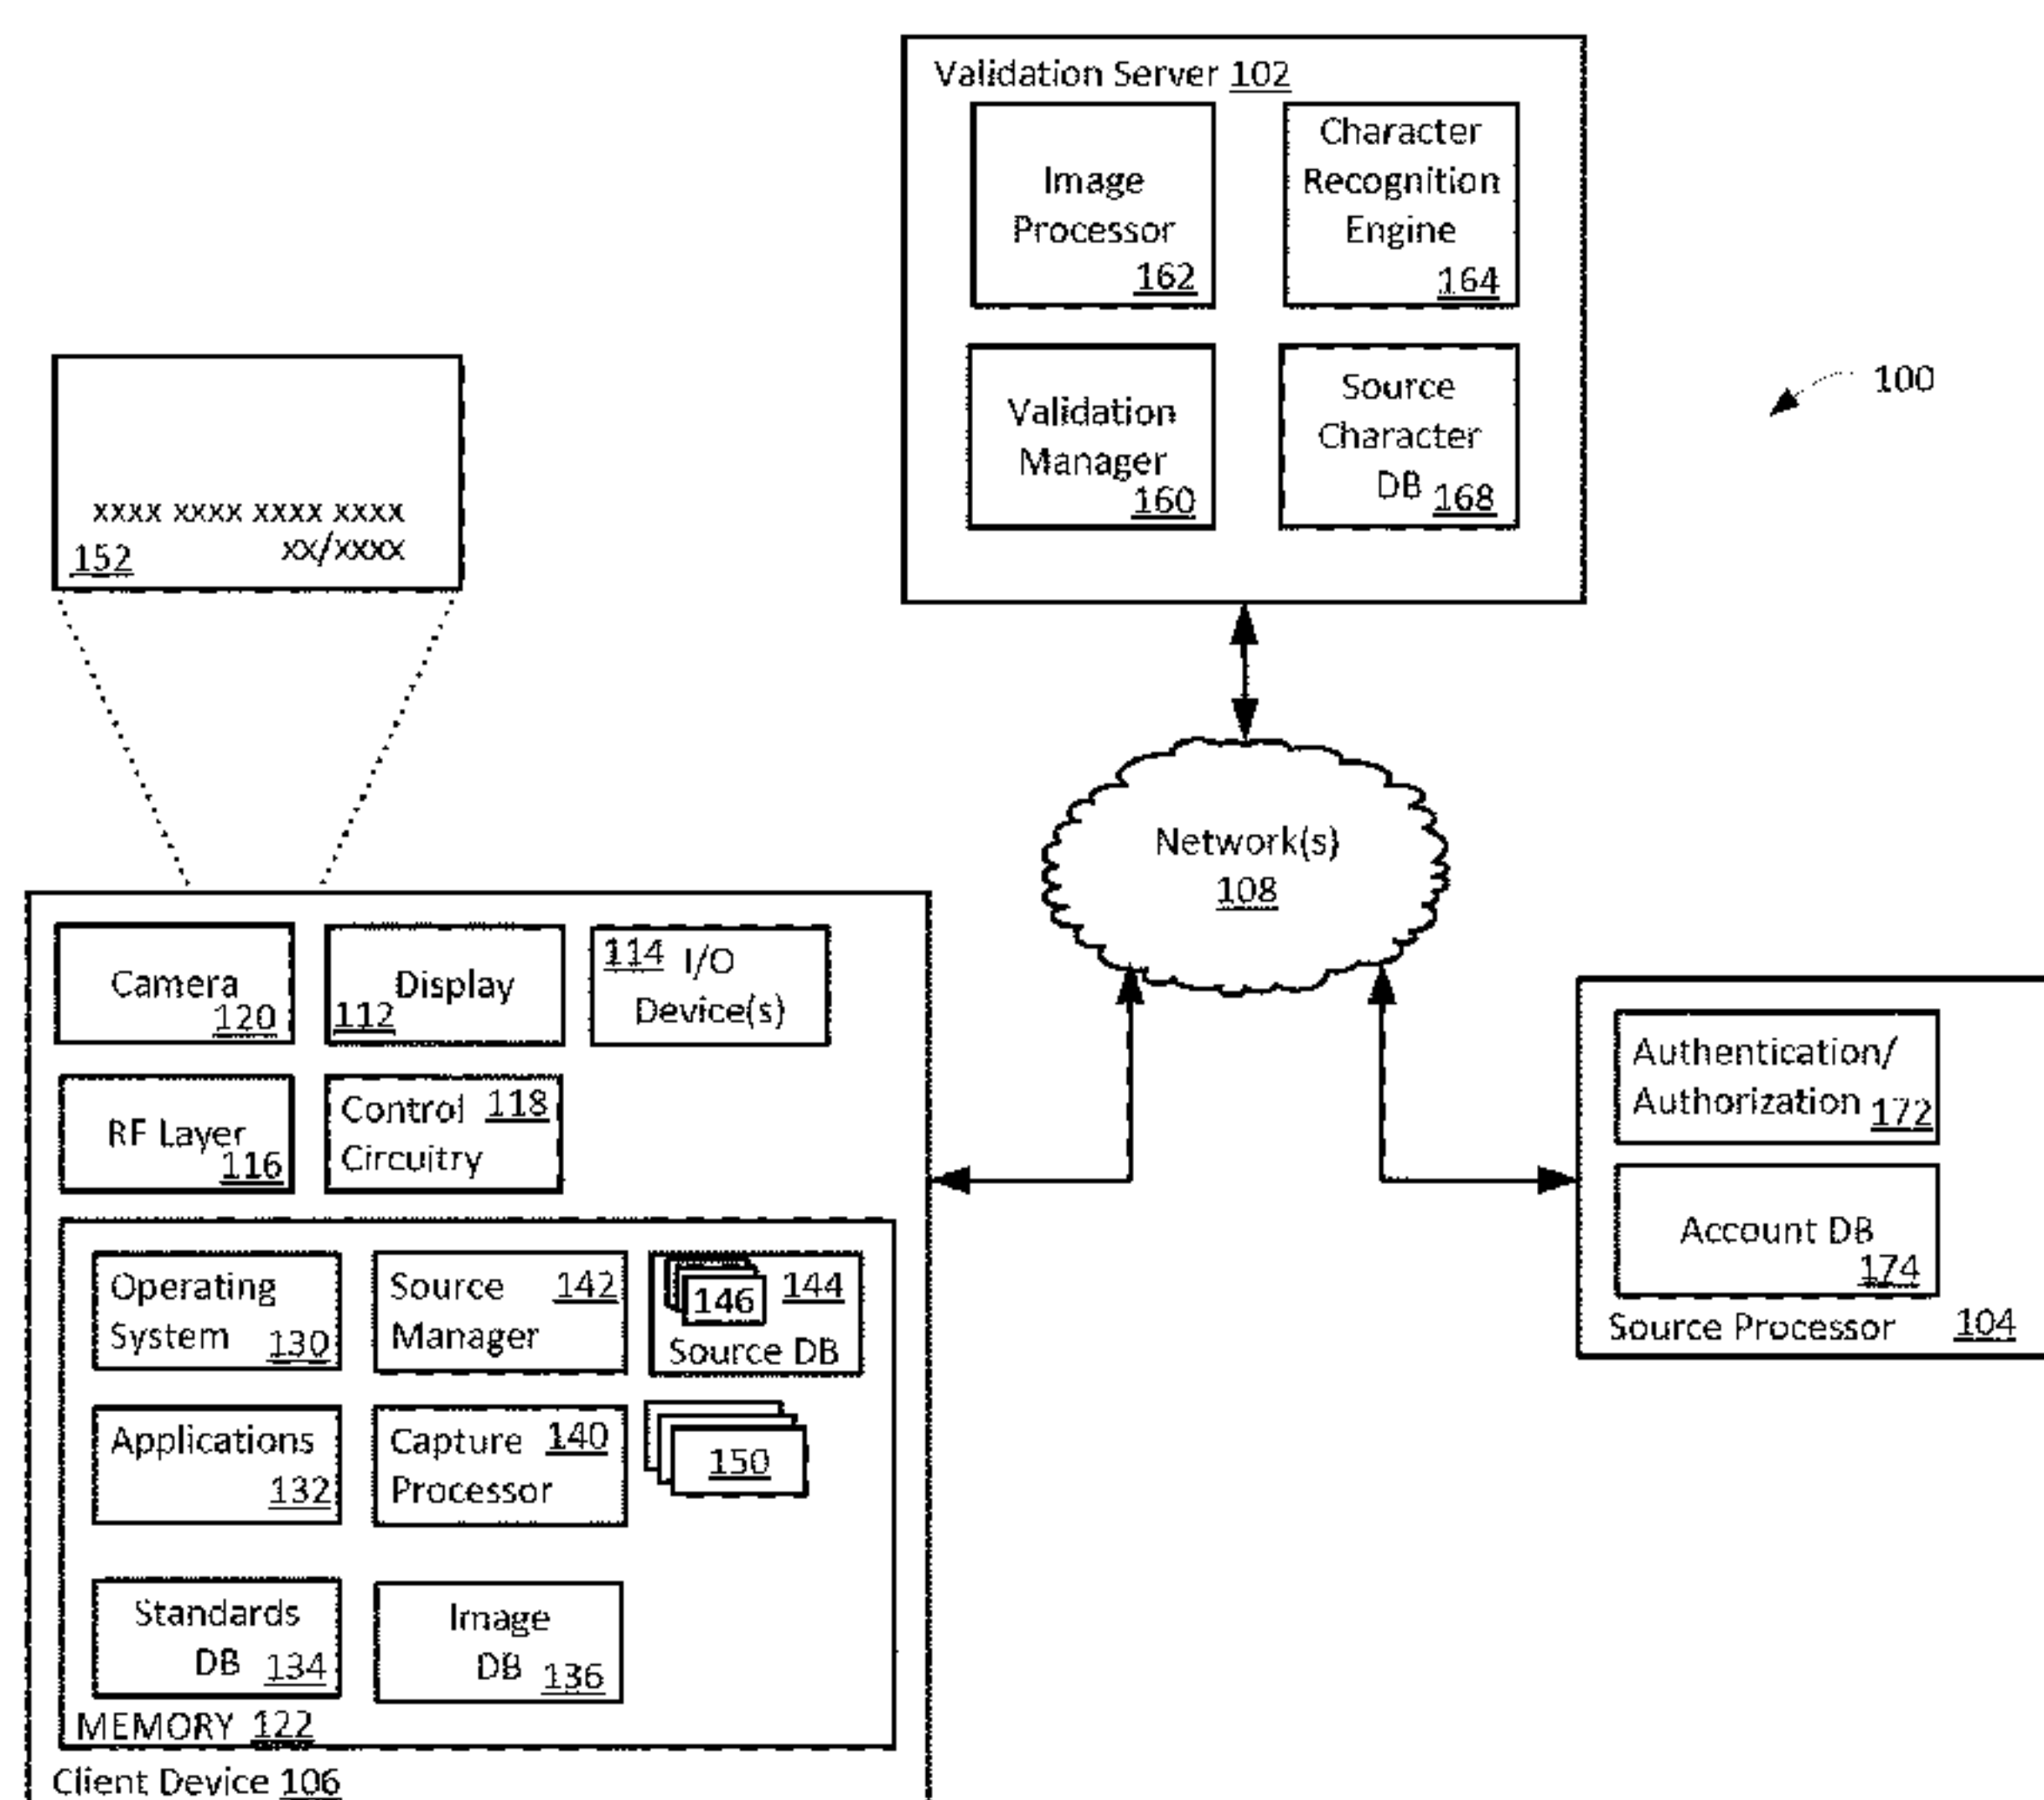 Validation Server 102
Image
Processor
162
Character
Recognition
Engine
164
Validation
Manager
160
Source
Character
DB 168
100
xxxx xxxx xxxx xxxx
xx/xxxx
152
Network(s)
108
Camera
120
Display
112
114 I/O
Device(s)
RF Layer
116
Control 118
Circuitry
Operating
System 130
Source 142
Manager
146 144
Source DB
Applications
132
Capture 140
Processor
150
Standards
DB 134
Image
DB 136
MEMORY 122
Client Device 106
Authentication/
Authorization 172
Account DB
174
Source Processor 104